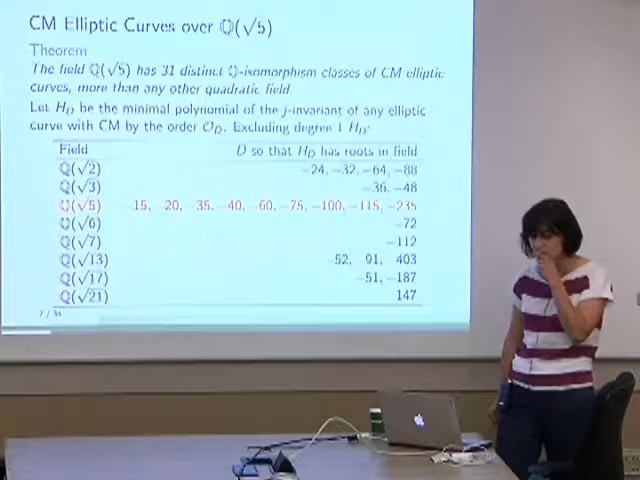 CM Elliptic Curves over ℚ(√5)
Theorem
The field ℚ(√5) has 31 distinct ℚ̄-isomorphism classes of CM elliptic
curves, more than any other quadratic field.
Let H_D be the minimal polynomial of the j-invariant of any elliptic
curve with CM by the order O_D. Excluding degree 1 H_D:
Field D so that H_D has roots in field
ℚ(√2) −24, −32, −64, −88
ℚ(√3) −36, −48
ℚ(√5) −15, −20, −35, −40, −60, −75, −100, −115, −235
ℚ(√6) −72
ℚ(√7) −112
ℚ(√13) −52, −91, −403
ℚ(√17) −51, −187
ℚ(√21) −147